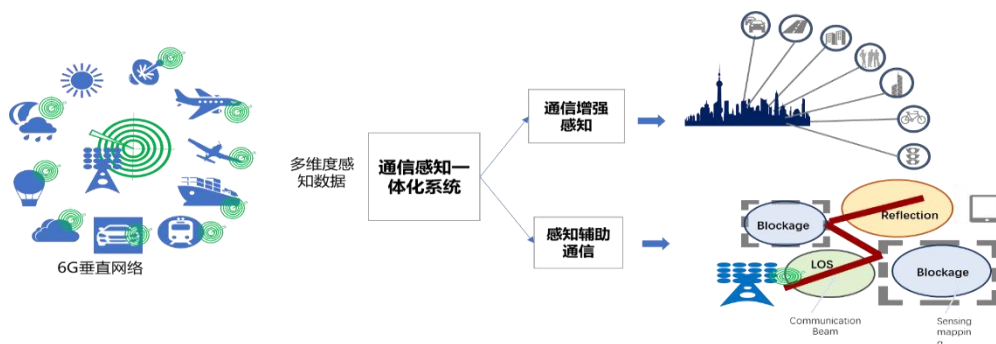 6G垂直网络
多维度感
知数据
通信感知一
体化系统
通信增强
感知
感知辅助
通信
Blockage
Reflection
LOS
Blockage
Communication
Beam
Sensing
mappin